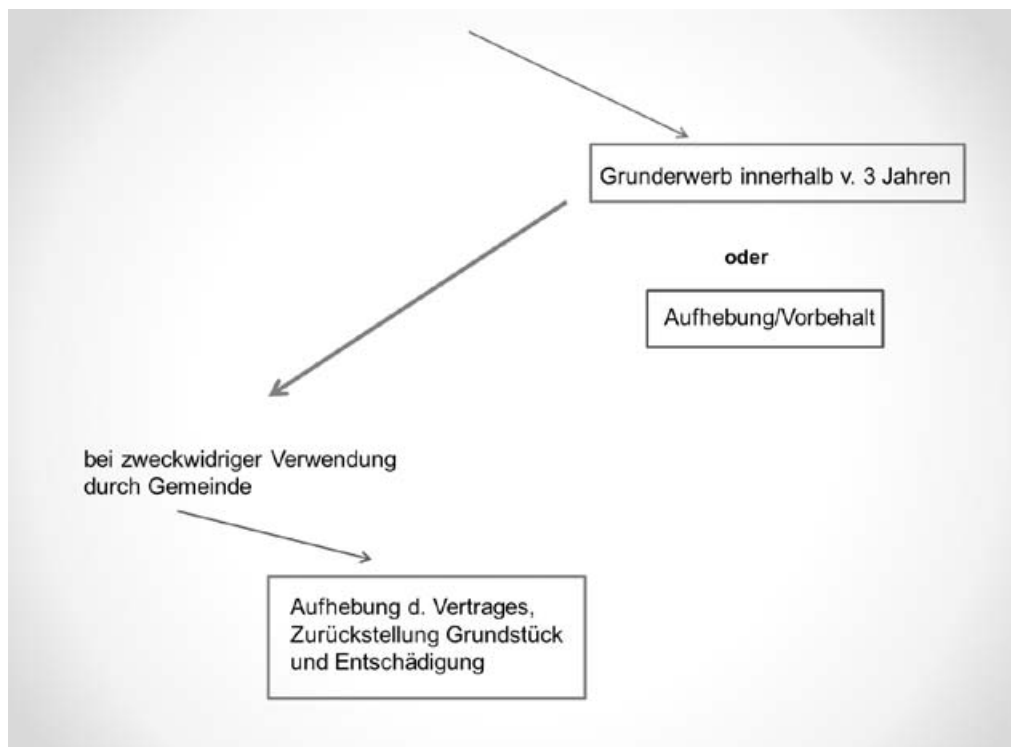 Grunderwerb innerhalb v. 3 Jahren
oder
Aufhebung/Vorbehalt
bei zweckwidriger Verwendung
durch Gemeinde
Aufhebung d. Vertrages,
Zurückstellung Grundstück
und Entschädigung